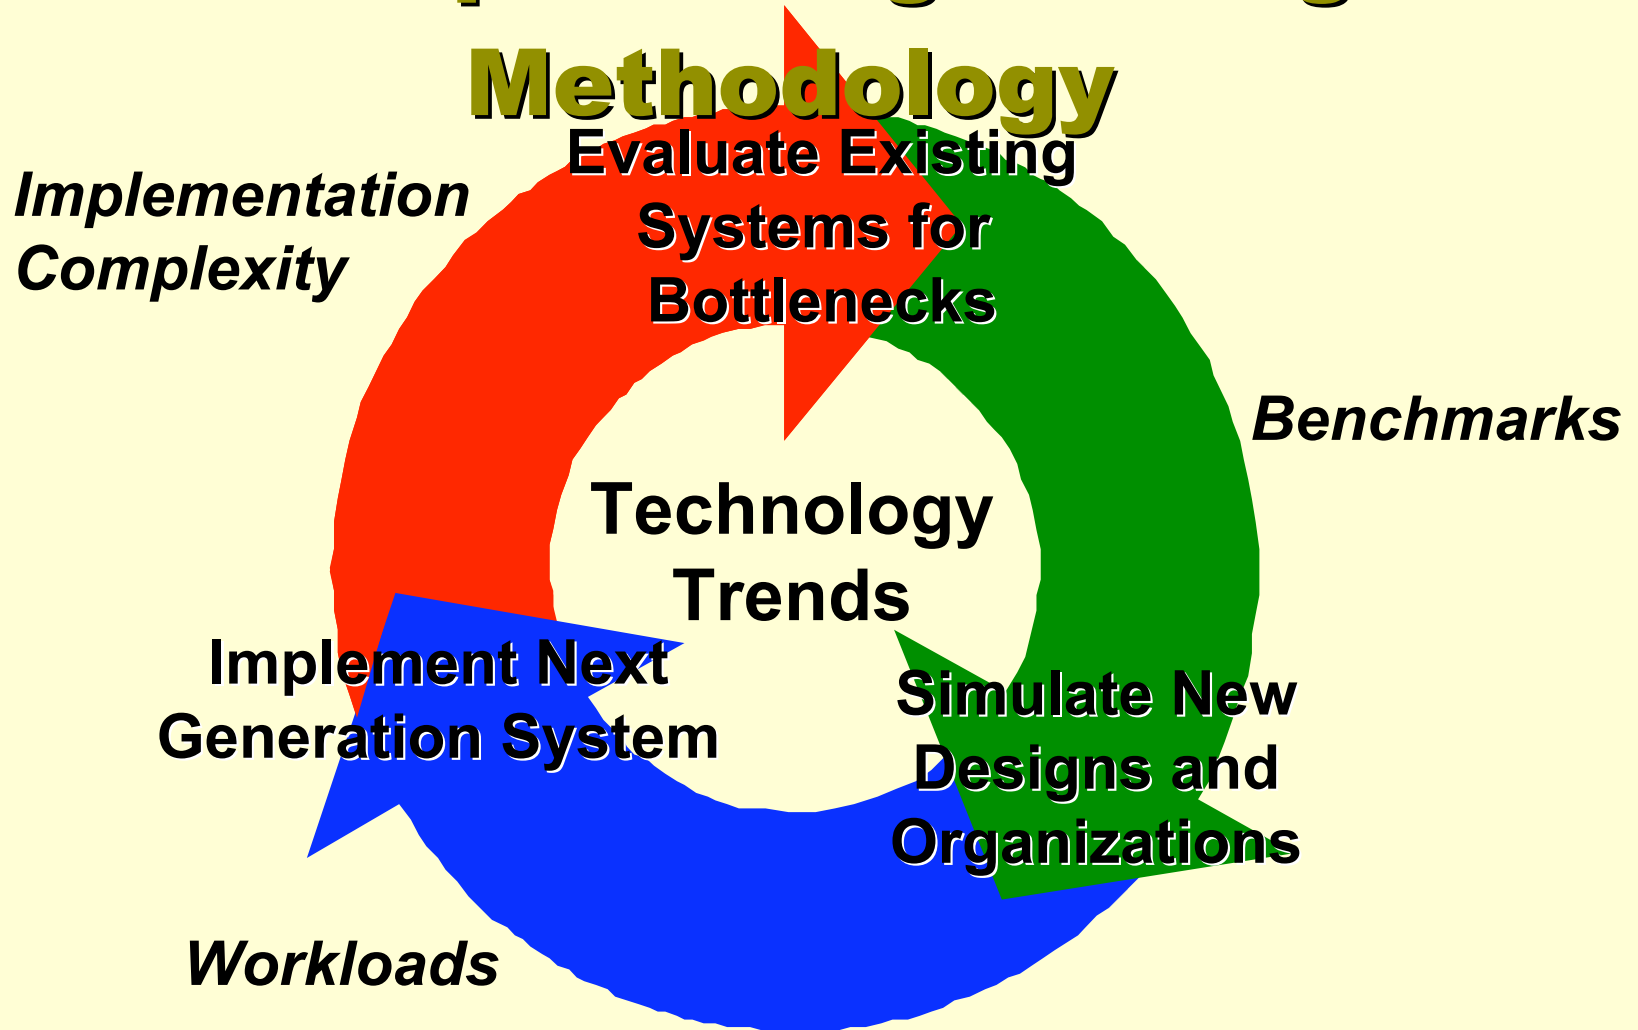 Methodology
Evaluate Existing
Systems for
Bottlenecks
Implementation
Complexity
Benchmarks
Technology
Trends
Implement Next
Generation System
Simulate New
Designs and
Organizations
Workloads